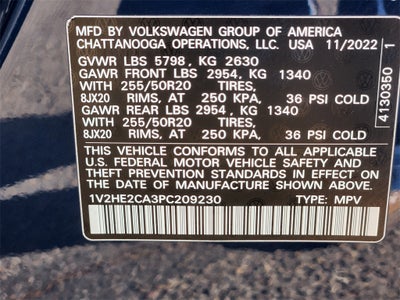 MFD BY VOLKSWAGEN GROUP OF AMERICA
CHATTANOOGA OPERATIONS, LLC. USA 11/2022
GVWR LBS 5798, KG 2630
GAWR FRONT LBS 2954, KG 1340
WITH 255/50R20 TIRES,
8JX20 RIMS, AT 250 KPA, 36 PSI COLD
GAWR REAR LBS 2954, KG 1340
WITH 255/50R20 TIRES,
8JX20 RIMS, AT 250 KPA, 36 PSI COLD
THIS VEHICLE CONFORMS TO ALL APPLICABLE
U.S. FEDERAL MOTOR VEHICLE SAFETY AND
THEFT PREVENTION STANDARDS IN EFFECT ON THE
DATE OF MANUFACTURE SHOWN ABOVE.
1V2HE2CA3PC209230 TYPE: MPV
4130350 1